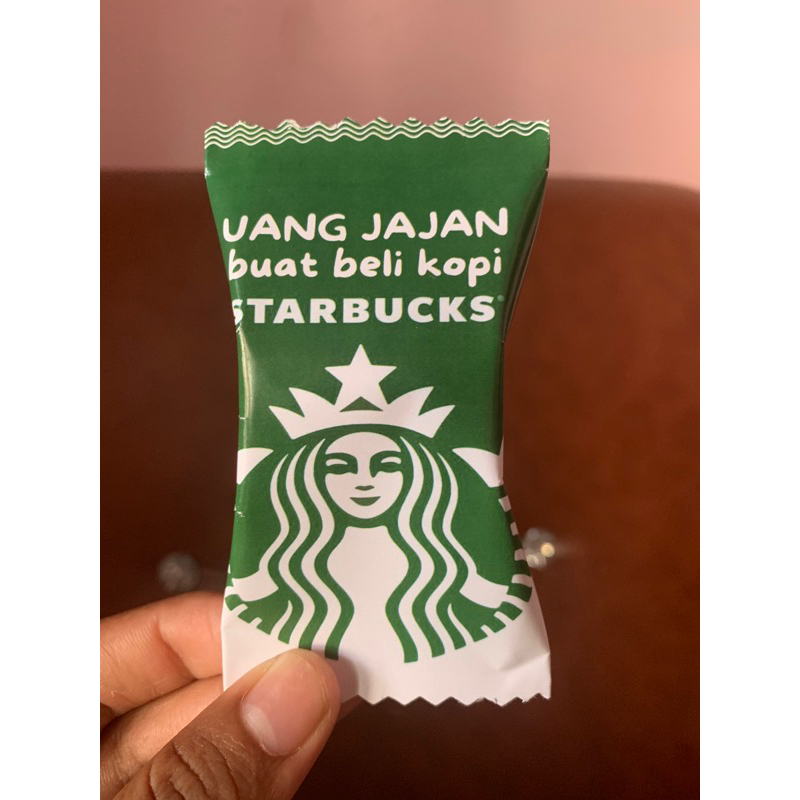 UANG JAJAN
buat beli kopi
STARBUCKS